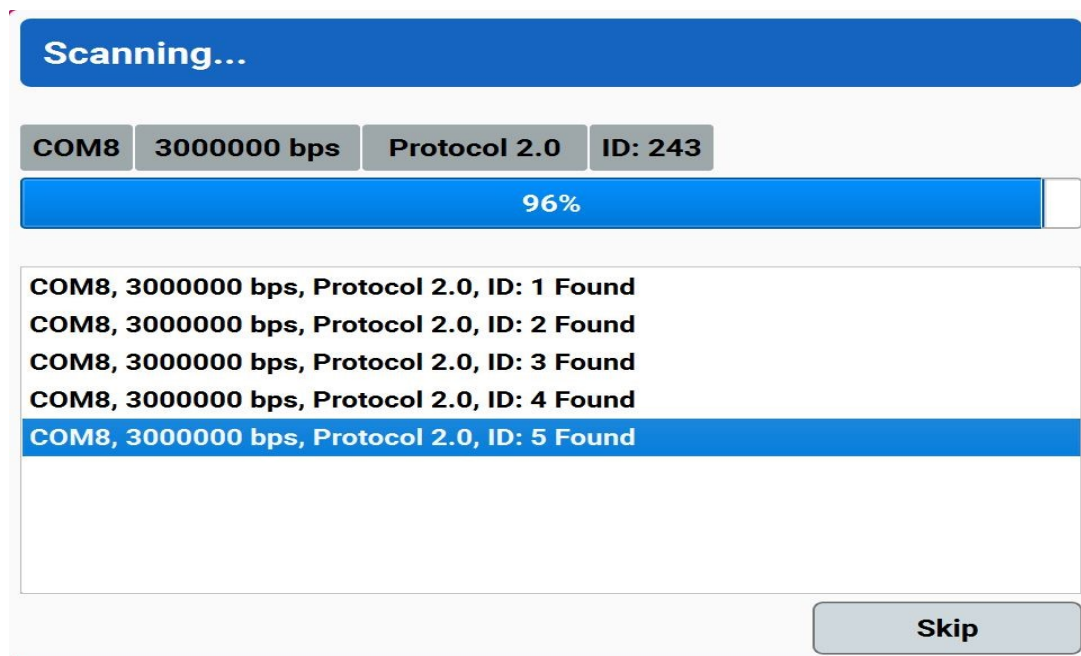 Scanning...
COM8 3000000 bps Protocol 2.0 ID: 243
96%
COM8, 3000000 bps, Protocol 2.0, ID: 1 Found
COM8, 3000000 bps, Protocol 2.0, ID: 2 Found
COM8, 3000000 bps, Protocol 2.0, ID: 3 Found
COM8, 3000000 bps, Protocol 2.0, ID: 4 Found
COM8, 3000000 bps, Protocol 2.0, ID: 5 Found
Skip